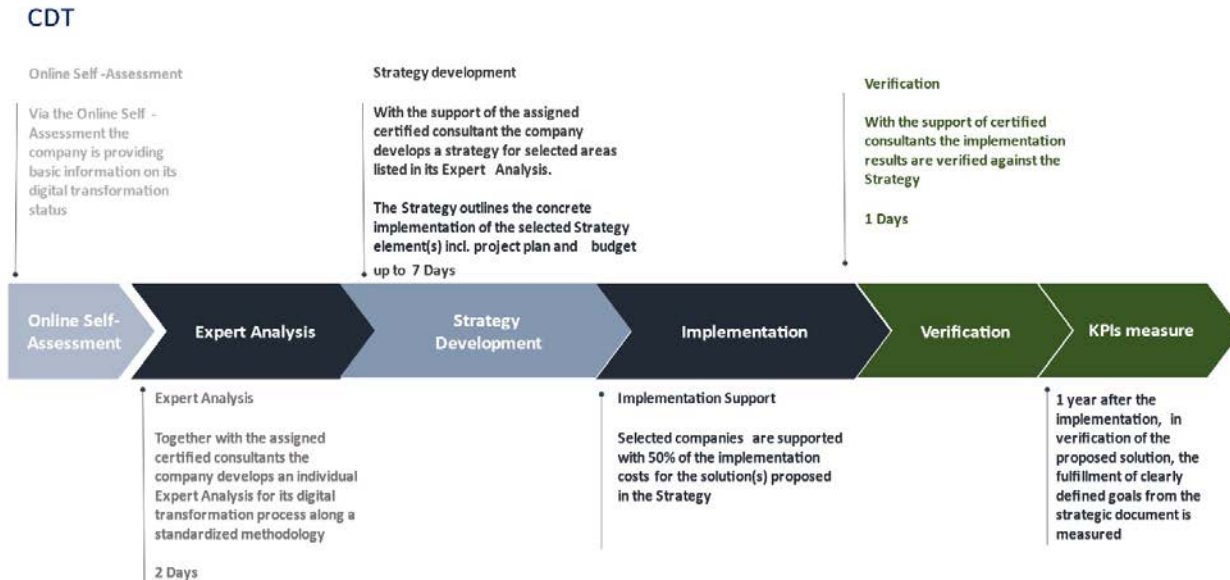 CDT
Online Self -Assessment
Via the Online Self -
Assessment the
company is providing
basic information on its
digital transformation
status
Strategy development
With the support of the assigned
certified consultant the company
develops a strategy for selected areas
listed in its Expert Analysis.
The Strategy outlines the concrete
implementation of the selected Strategy
element(s) incl. project plan and budget
up to 7 Days
Verification
With the support of certified
consultants the implementation
results are verified against the
Strategy
1 Days
Online Self-
Assessment
Expert Analysis
Strategy
Development
Implementation
Verification
KPIs measure
Expert Analysis
Together with the assigned
certified consultants the
company develops an individual
Expert Analysis for its digital
transformation process along a
standardized methodology
2 Days
Implementation Support
Selected companies are supported
with 50% of the implementation
costs for the solution(s) proposed
in the Strategy
1 year after the
implementation, in
verification of the
proposed solution, the
fulfillment of clearly
defined goals from the
strategic document is
measured